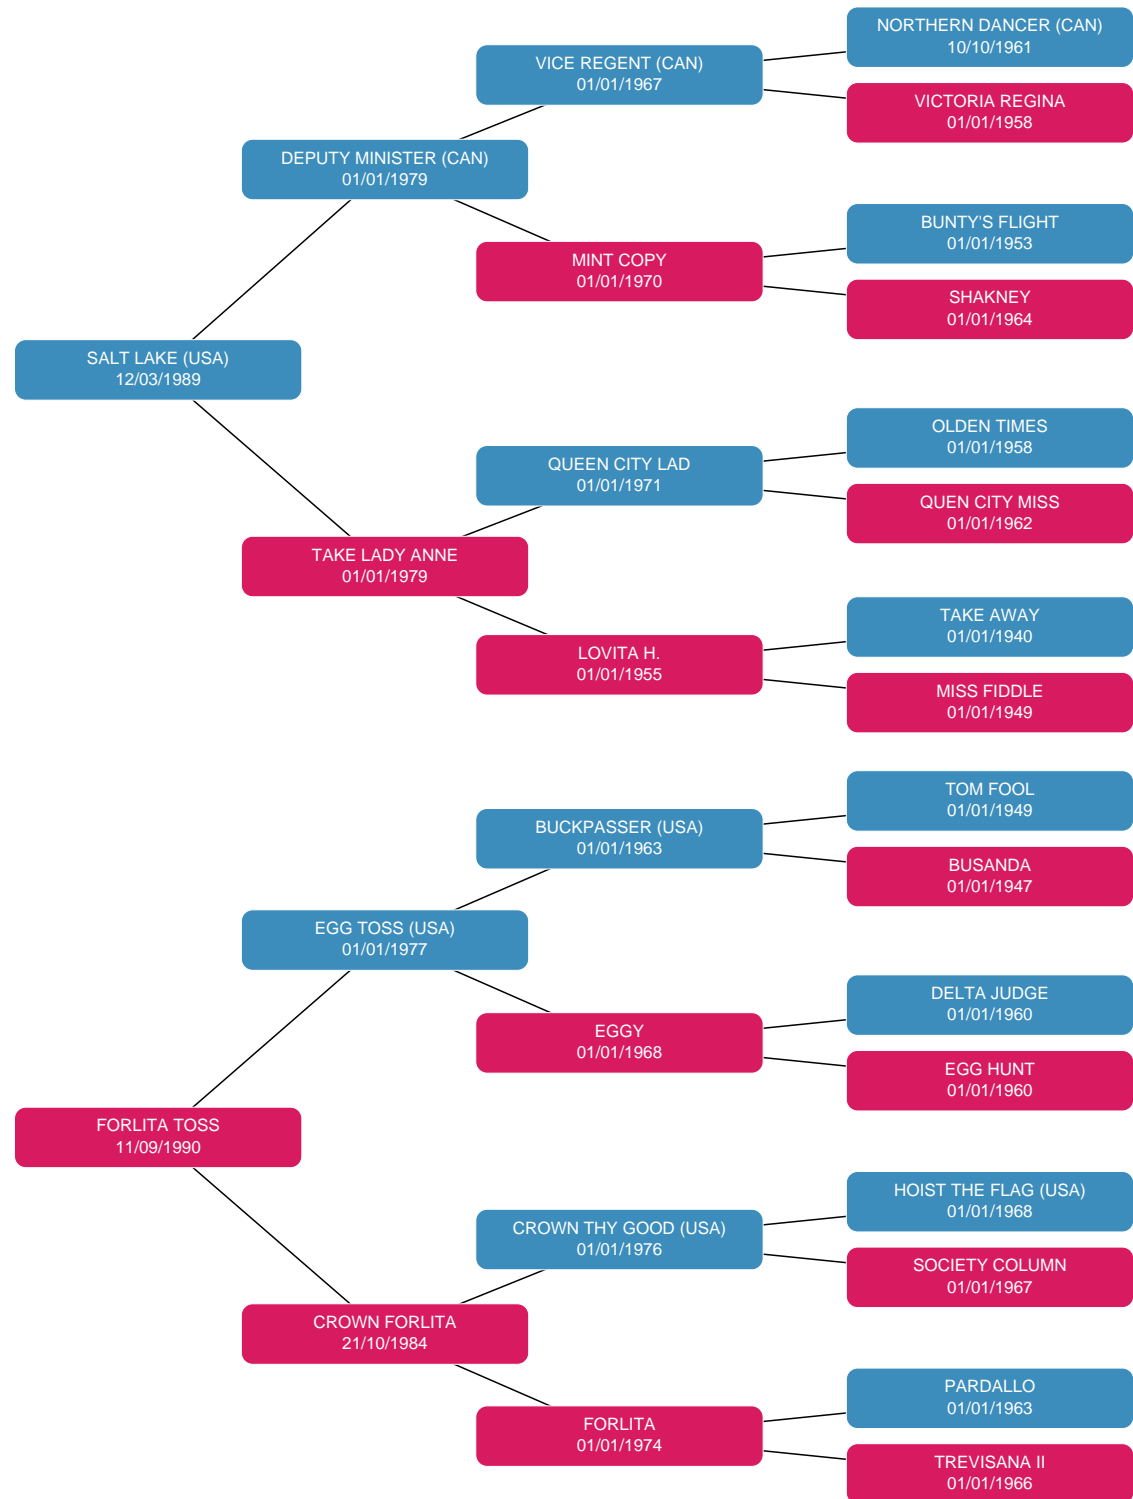 NORTHERN DANCER (CAN)
10/10/1961
VICE REGENT (CAN)
01/01/1967
VICTORIA REGINA
01/01/1958
DEPUTY MINISTER (CAN)
01/01/1979
BUNTY'S FLIGHT
01/01/1953
MINT COPY
01/01/1970
SHAKNEY
01/01/1964
SALT LAKE (USA)
12/03/1989
OLDEN TIMES
01/01/1958
QUEEN CITY LAD
01/01/1971
QUEN CITY MISS
01/01/1962
TAKE LADY ANNE
01/01/1979
TAKE AWAY
01/01/1940
LOVITA H.
01/01/1955
MISS FIDDLE
01/01/1949
TOM FOOL
01/01/1949
BUCKPASSER (USA)
01/01/1963
BUSANDA
01/01/1947
EGG TOSS (USA)
01/01/1977
DELTA JUDGE
01/01/1960
EGGY
01/01/1968
EGG HUNT
01/01/1960
FORLITA TOSS
11/09/1990
HOIST THE FLAG (USA)
01/01/1968
CROWN THY GOOD (USA)
01/01/1976
SOCIETY COLUMN
01/01/1967
CROWN FORLITA
21/10/1984
PARDALLO
01/01/1963
FORLITA
01/01/1974
TREVISANA II
01/01/1966